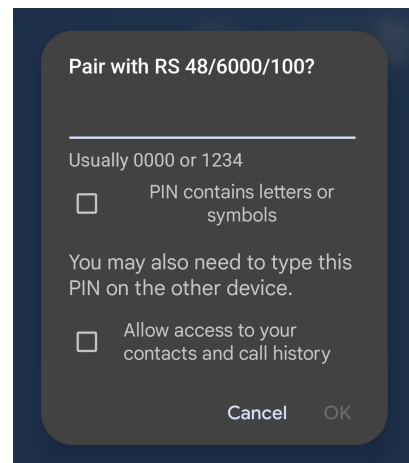 Pair with RS 48/6000/100?
Usually 0000 or 1234
PIN contains letters or
symbols
You may also need to type this
PIN on the other device.
Allow access to your
contacts and call history
Cancel OK